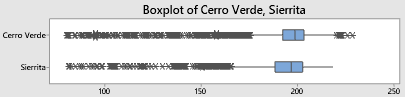 Boxplot of Cerro Verde, Sierrita
Cerro Verde
Sierrita
100 150 200 250